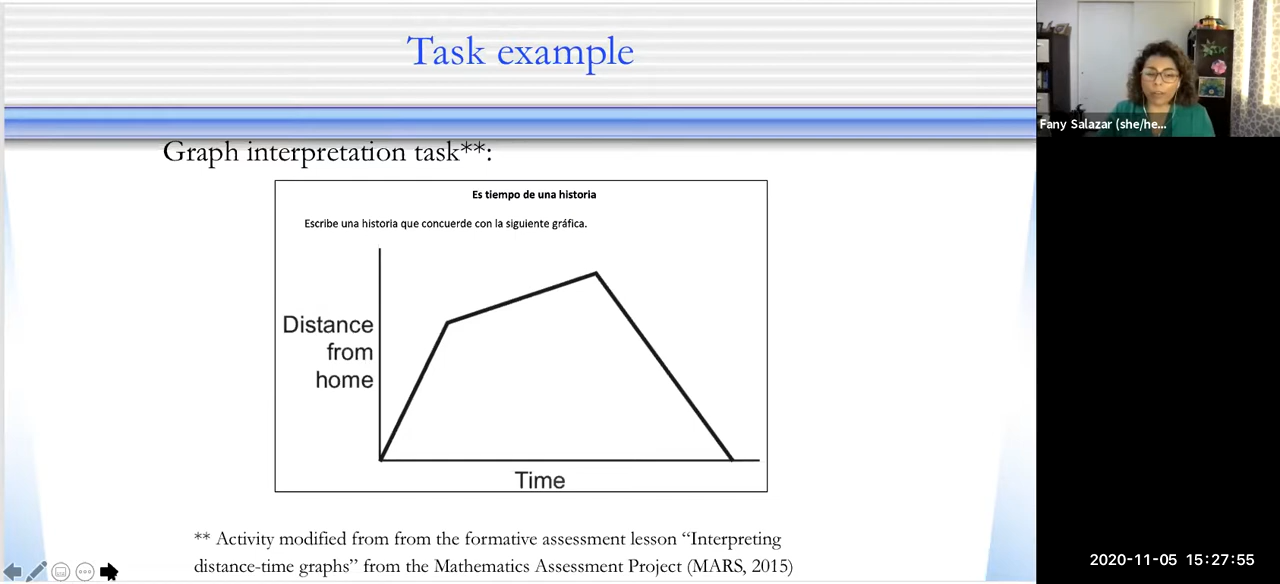 Task example
Graph interpretation task**:
Es tiempo de una historia
Escribe una historia que concuerde con la siguiente gráfica.
Distance
from
home
Time
** Activity modified from from the formative assessment lesson “Interpreting
distance-time graphs” from the Mathematics Assessment Project (MARS, 2015)
Fany Salazar (she/he...
2020-11-05 15:27:55